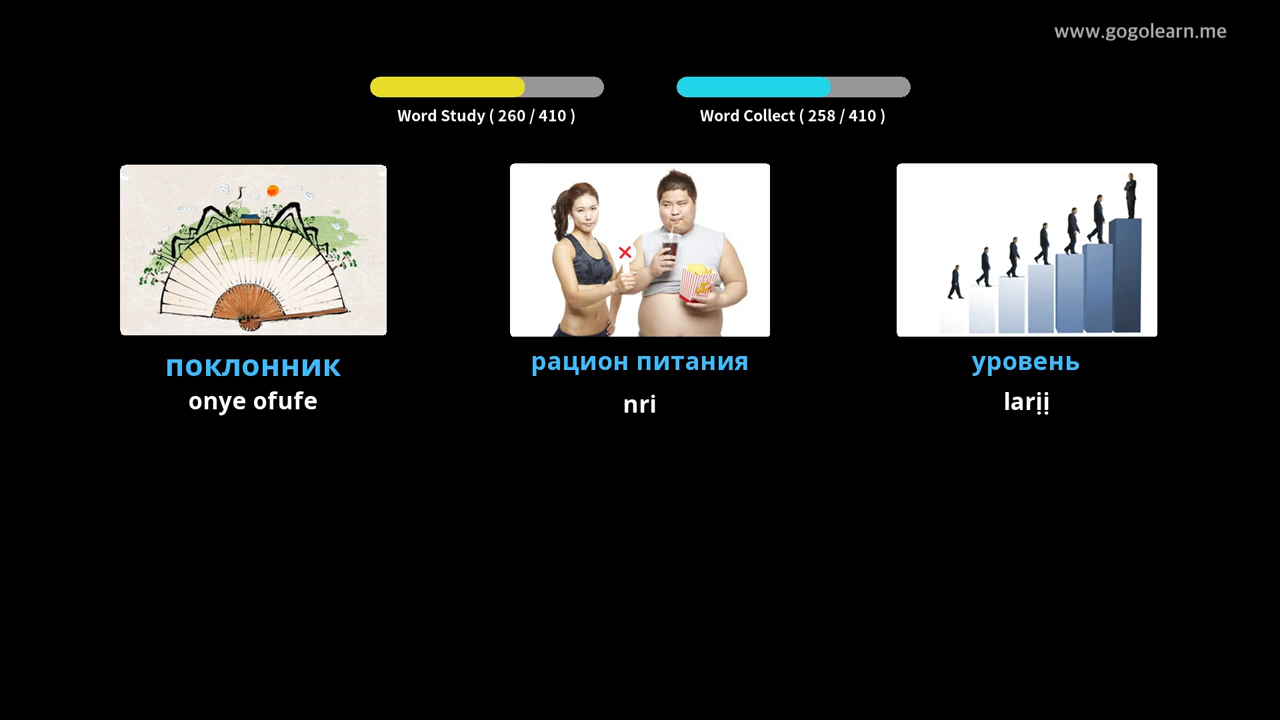 www.gogolearn.me
Word Study ( 260 / 410 )
Word Collect ( 258 / 410 )
поклонник
onye ofufe
рацион питания
nri
уровень
larịị